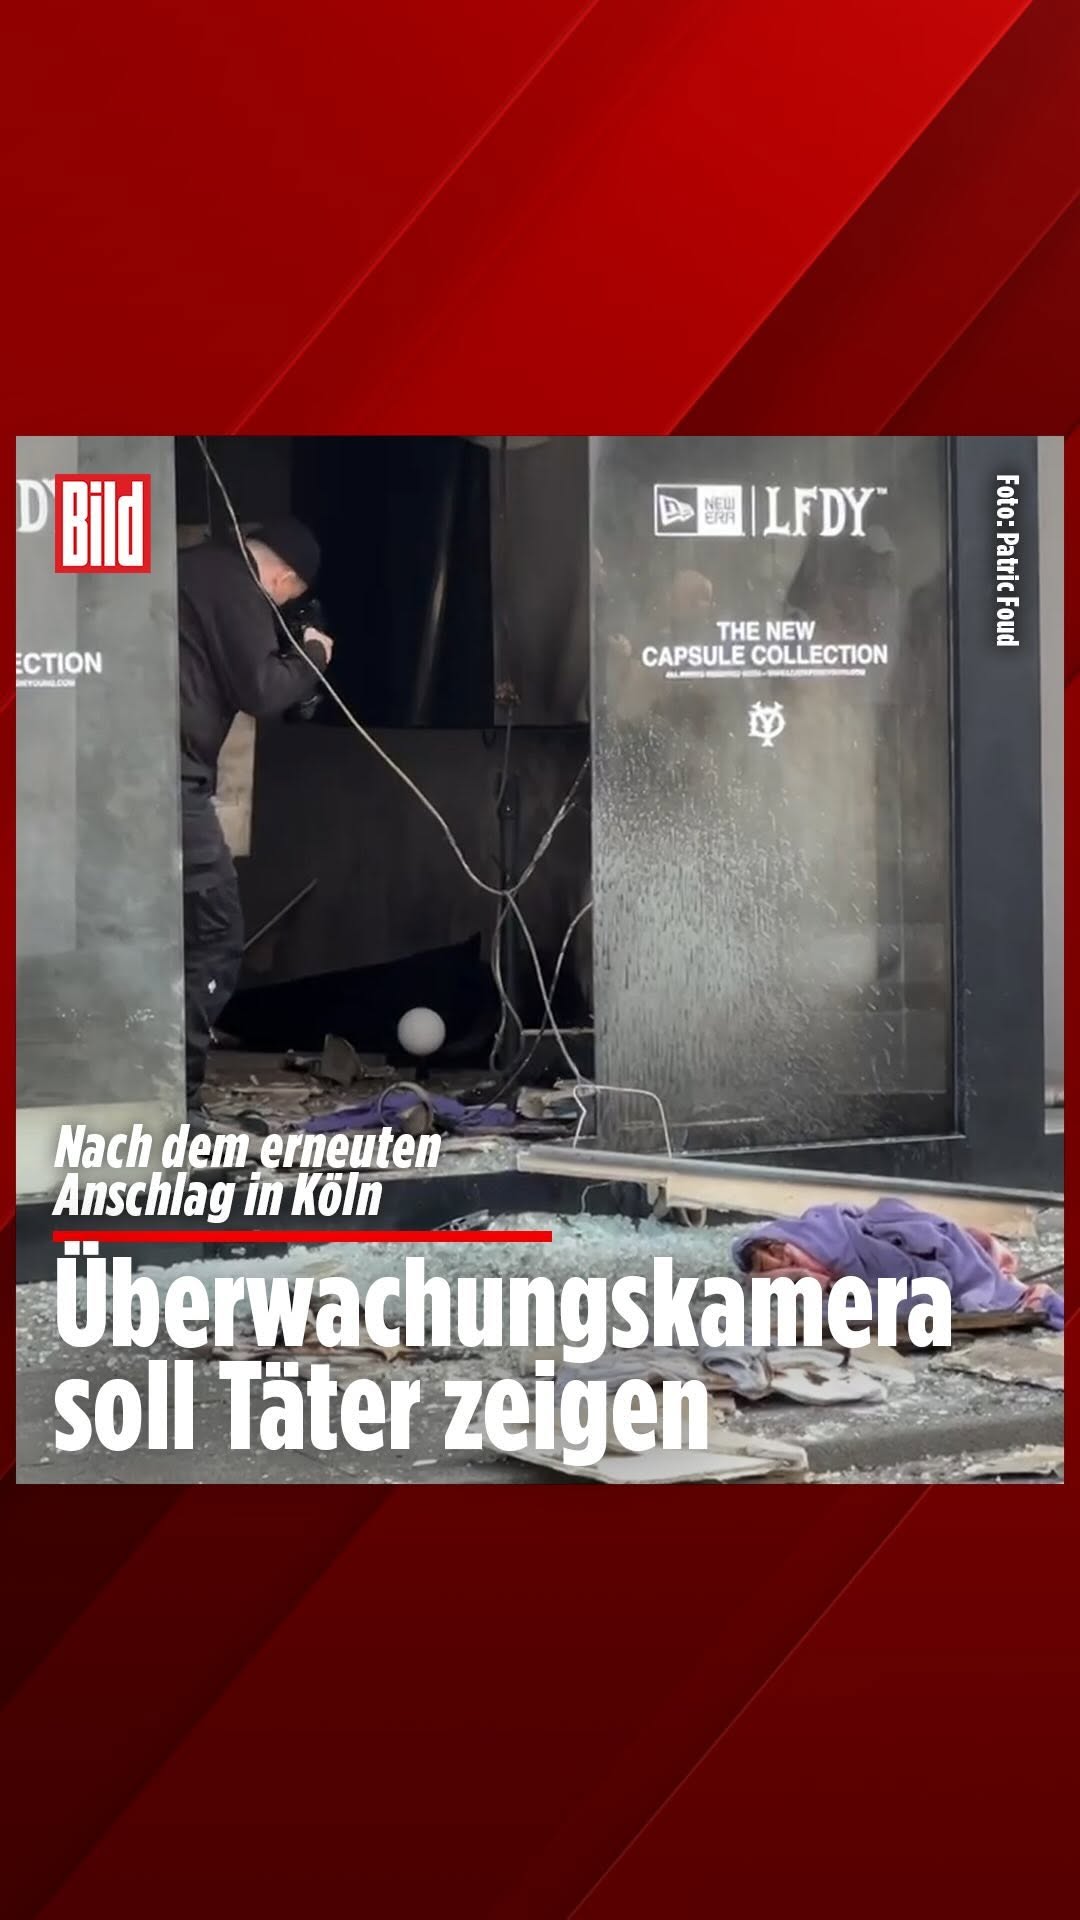 DY
Bild
NEW ERA | LFDY™
Foto: Patric Foud
THE NEW
CAPSULE COLLECTION
ECTION
Nach dem erneuten
Anschlag in Köln
Überwachungskamera
soll Täter zeigen